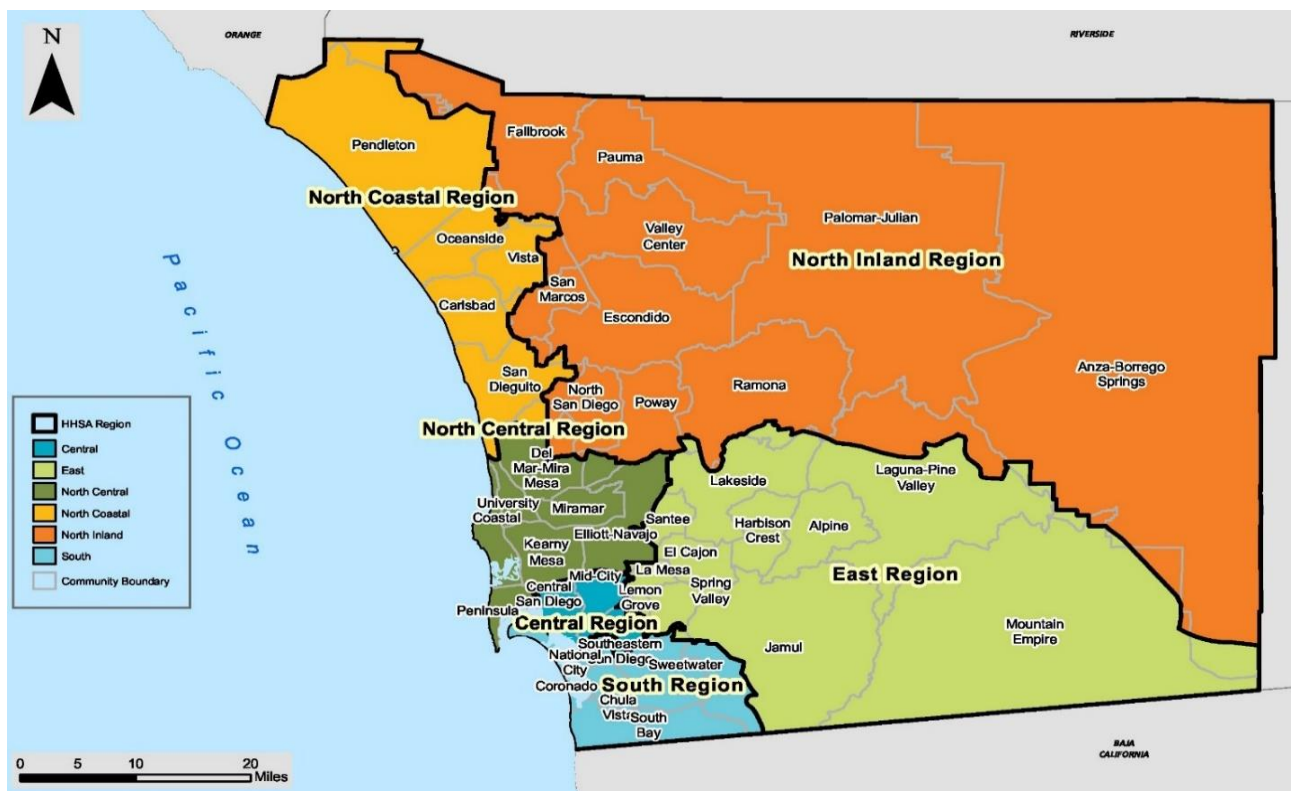 N
ORANGE
RIVERSIDE
Fallbrook
Pendleton
Pauma
North Coastal Region
Palomar-Julian
Valley
Center
Oceanside
Vista
North Inland Region
San
Marcos
Carlsbad
Escondido
Pacific Ocean
Anza-Borrego
Springs
San
Dieguito
North
San Diego
Poway
Ramona
North Central Region
Del
Mar-Mira
Mesa
Lakeside
Laguna-Pine
Valley
University
Coastal
Miramar
Santee
Harbison
Crest
Alpine
Elliott-Navajo
Kearny
Mesa
El Cajon
La Mesa
East Region
Mid-City
Central
San Diego
Lemon
Grove
Spring
Valley
Peninsula
Central Region
Mountain
Empire
Jamul
Southeastern
San Diego
National
City
Sweetwater
Coronado
South Region
Chula
Vista
South
Bay
BAJA
CALIFORNIA
HHSA Region
Central
East
North Central
North Coastal
North Inland
South
Community Boundary
0 5 10 20
Miles